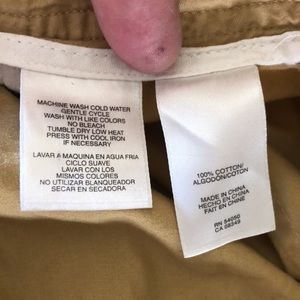 MACHINE WASH COLD WATER
GENTLE CYCLE
WASH WITH LIKE COLORS
NO BLEACH
TUMBLE DRY LOW HEAT
PRESS WITH COOL IRON
IF NECESSARY
LAVAR A MAQUINA EN AGUA FRIA
CICLO SUAVE
LAVAR CON LOS
MISMOS COLORES
NO UTILIZAR BLANQUEADOR
SECAR EN SECADORA
100% COTTON/
ALGODÓN/COTON
MADE IN CHINA
HECHO EN CHINA
FAIT EN CHINE
RN 54050
CA 08349